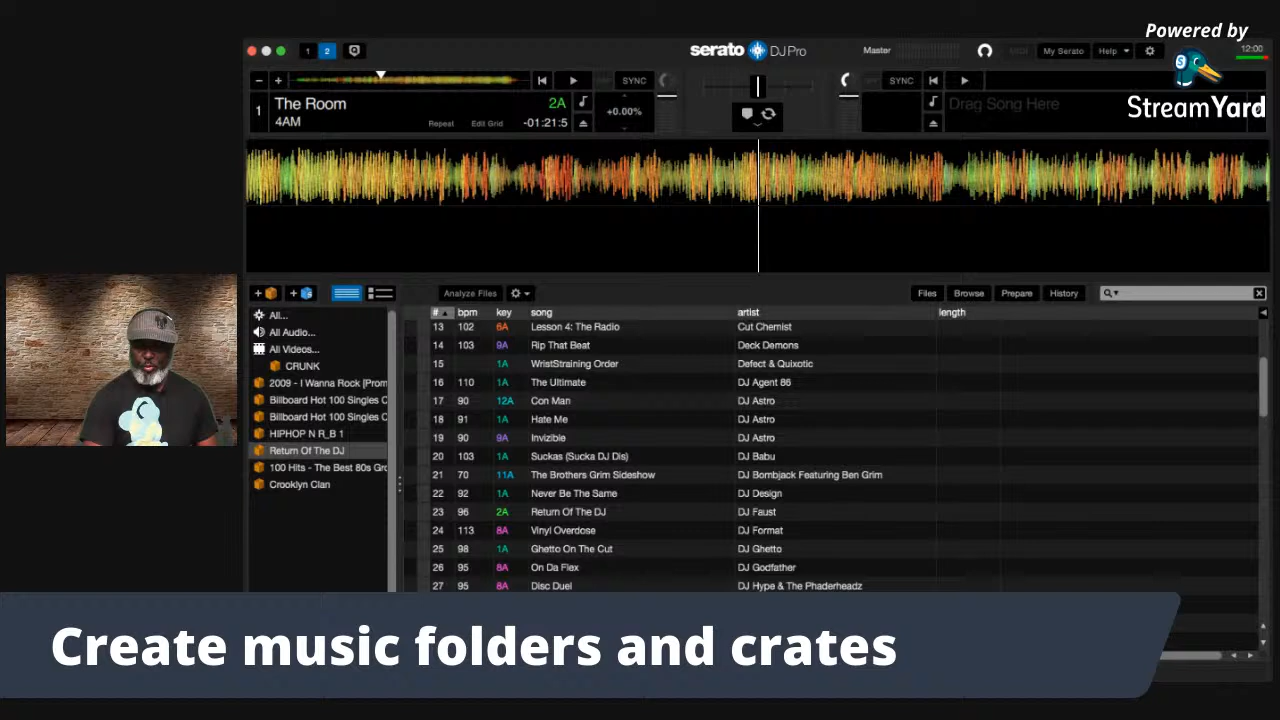 Powered by
StreamYard
1 2
serato DJ Pro
Master
MIDI
My Serato
Help
12:00
SYNC
SYNC
1
The Room
2A
4AM
Repeat
Edit Grid
-01:21:5
+0.00%
Drag Song Here
Analyze Files
Files
Browse
Prepare
History
All...
All Audio...
All Videos...
CRUNK
2009 - I Wanna Rock [Prom
Billboard Hot 100 Singles C
Billboard Hot 100 Singles C
HIPHOP N R_B 1
Return Of The DJ
100 Hits - The Best 80s Gro
Crooklyn Clan
# bpm key song artist length
13 102 6A Lesson 4: The Radio Cut Chemist
14 103 9A Rip That Beat Deck Demons
15 1A WristStraining Order Defect & Quixotic
16 110 1A The Ultimate DJ Agent 86
17 90 12A Con Man DJ Astro
18 91 1A Hate Me DJ Astro
19 90 9A Invizible DJ Astro
20 103 1A Suckas (Sucka DJ Dis) DJ Babu
21 70 11A The Brothers Grim Sideshow DJ Bombjack Featuring Ben Grim
22 92 1A Never Be The Same DJ Design
23 96 2A Return Of The DJ DJ Faust
24 113 8A Vinyl Overdose DJ Format
25 98 1A Ghetto On The Cut DJ Ghetto
26 95 8A On Da Flex DJ Godfather
27 95 8A Disc Duel DJ Hype & The Phaderheadz
Create music folders and crates